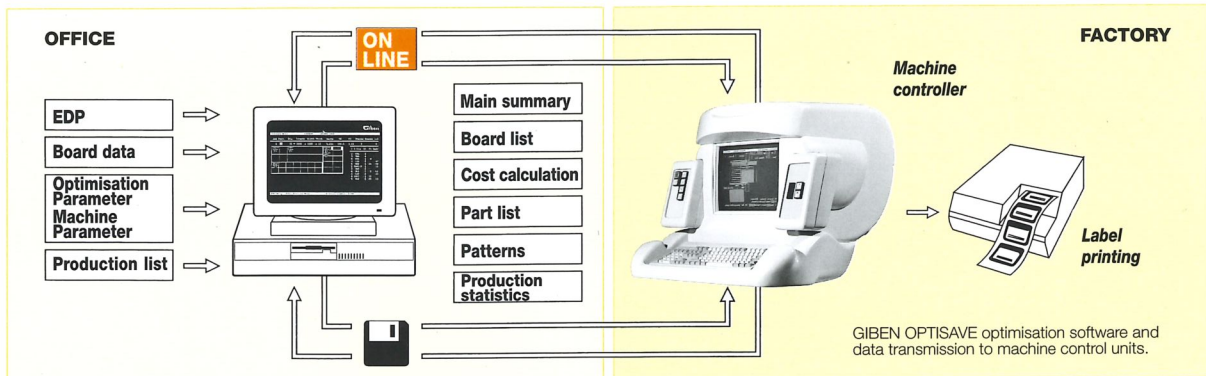 OFFICE
ON
LINE
FACTORY
EDP
Board data
Optimisation
Parameter
Machine
Parameter
Production list
Giben
Main summary
Board list
Cost calculation
Part list
Patterns
Production
statistics
Machine
controller
Label
printing
GIBEN OPTISAVE optimisation software and
data transmission to machine control units.